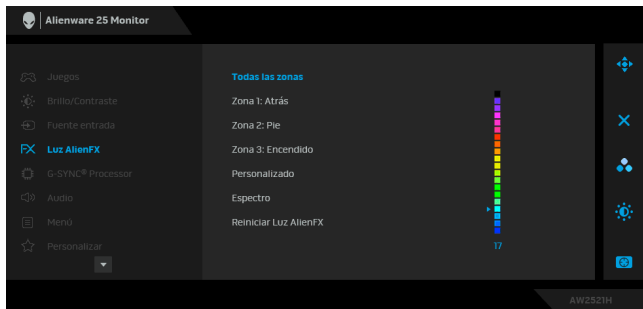 Alienware 25 Monitor
Juegos
Brillo/Contraste
Fuente entrada
FX Luz AlienFX
G-SYNC® Processor
Audio
Menú
Personalizar
Todas las zonas
Zona 1: Atrás
Zona 2: Pie
Zona 3: Encendido
Personalizado
Espectro
Reiniciar Luz AlienFX
17
AW2521H